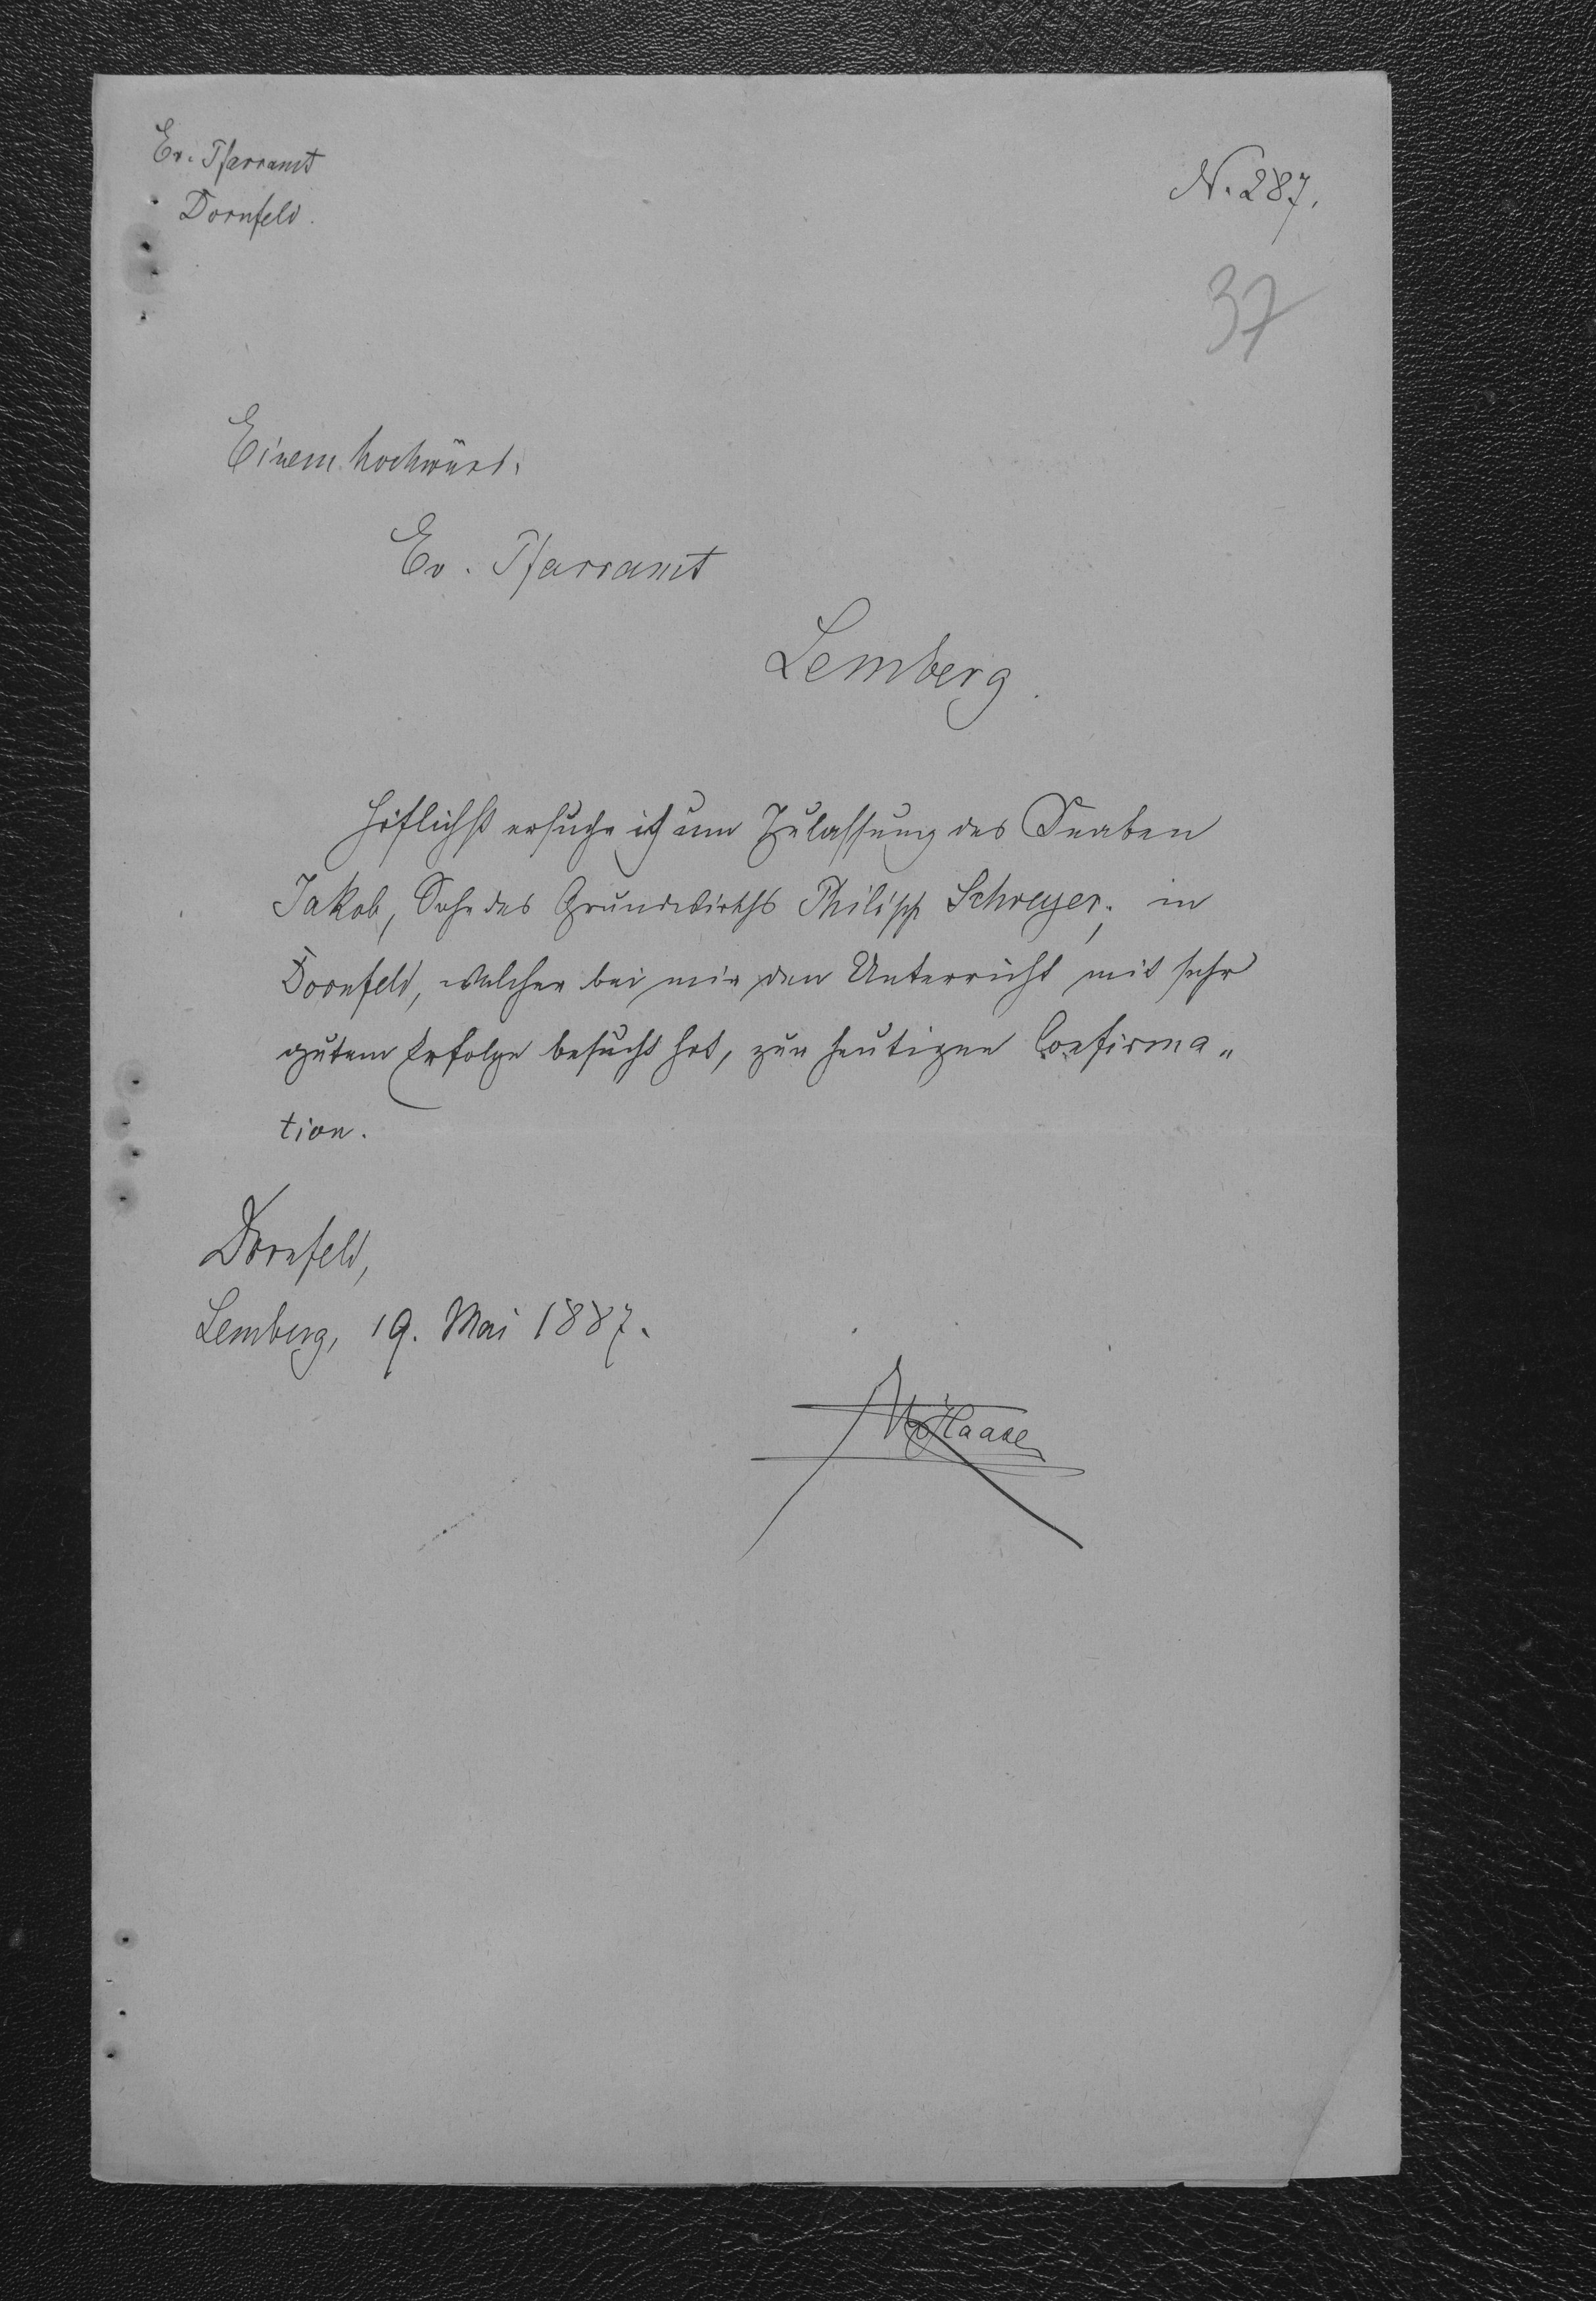 Ev. Pfarramt
Dornfeld.
N. 287.
37
Einem hochwürd.
Ev. Pfarramt
Lemberg.
Höflichst ersuche ich um Zulassung des Knaben
Jakob, Sohn des Grundwirths Philipp Schreyer, in
Dornfeld, welcher bei mir den Unterricht mit sehr
gutem Erfolge besucht hat, zur heutigen Confirma„
tion.
Dornfeld,
Lemberg, 19. Mai 1887.
Haase